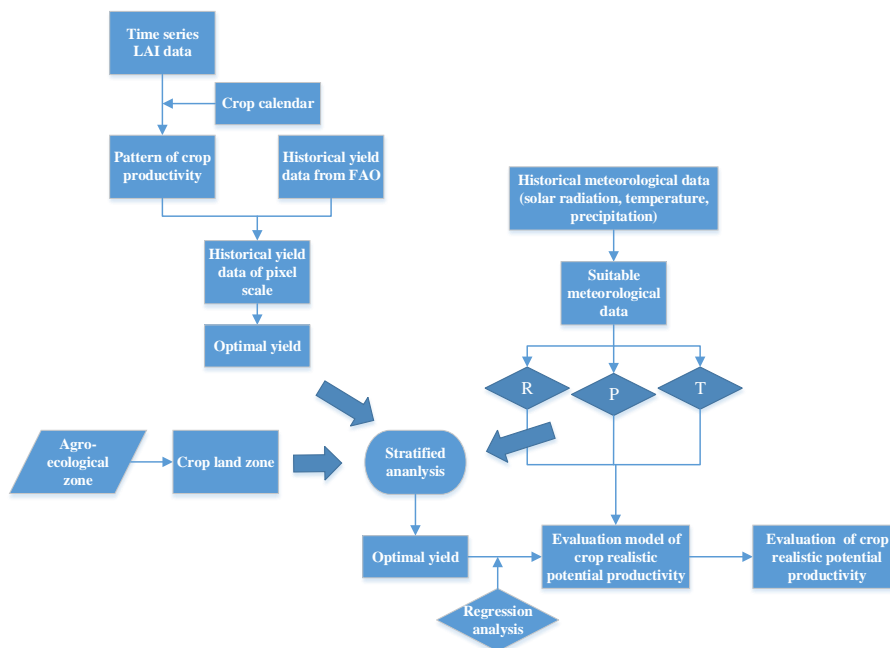 Time series
LAI data
Crop calendar
Pattern of crop
productivity
Historical yield
data from FAO
Historical yield
data of pixel
scale
Optimal yield
Historical meteorological data
(solar radiation, temperature,
precipitation)
Suitable
meteorological
data
R
P
T
Agro-
ecological
zone
Crop land zone
Stratified
ananlysis
Optimal yield
Evaluation model of
crop realistic
potential productivity
Evaluation of crop
realistic potential
productivity
Regression
analysis